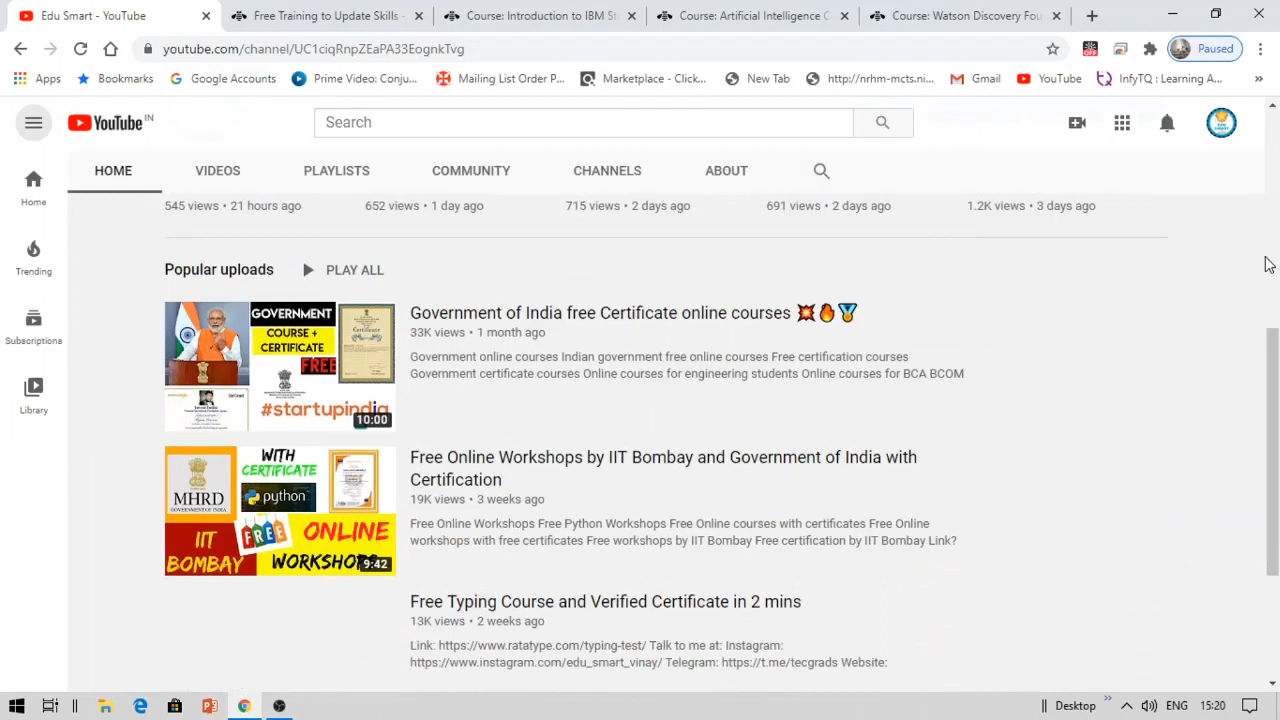 Edu Smart - YouTube
Free Training to Update Skills -
Course: Introduction to IBM S
Course: Artificial Intelligence C
Course: Watson Discovery Fou
youtube.com/channel/UC1ciqRnpZEaPA33EognkTvg
OFF
Paused
Apps
Bookmarks
Google Accounts
Prime Video: Conju...
Mailing List Order P...
Marketplace - Click...
New Tab
http://nrhm-mcts.ni...
Gmail
YouTube
InfyTQ : Learning A...
»
YouTube IN
Search
HOME
VIDEOS
PLAYLISTS
COMMUNITY
CHANNELS
ABOUT
Home
Trending
Subscriptions
Library
545 views • 21 hours ago
652 views • 1 day ago
715 views • 2 days ago
691 views • 2 days ago
1.2K views • 3 days ago
Popular uploads
PLAY ALL
GOVERNMENT
COURSE +
CERTIFICATE
FREE
Certificate
#startupindia
10:00
Government of India free Certificate online courses 💥🔥🏅
33K views • 1 month ago
Government online courses Indian government free online courses Free certification courses
Government certificate courses Online courses for engineering students Online courses for BCA BCOM
MHRD
GOVERNMENT OF INDIA
WITH
CERTIFICATE
python
IIT
BOMBAY
FREE
ONLINE
WORKSHOPS
9:42
Free Online Workshops by IIT Bombay and Government of India with
Certification
19K views • 3 weeks ago
Free Online Workshops Free Python Workshops Free Online courses with certificates Free Online
workshops with free certificates Free workshops by IIT Bombay Free certification by IIT Bombay Link?
Free Typing Course and Verified Certificate in 2 mins
13K views • 2 weeks ago
Link: https://www.ratatype.com/typing-test/ Talk to me at: Instagram:
https://www.instagram.com/edu_smart_vinay/ Telegram: https://t.me/tecgrads Website:
Desktop
»
ENG
15:20